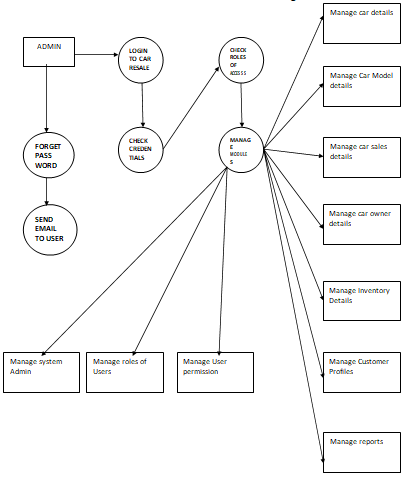 Manage car details
ADMIN
LOGIN
TO CAR
RESALE
CHECK
ROLES
OF
ACCESS
Manage Car Model
details
FORGET
PASS
WORD
CHECK
CREDEN
TIALS
MANAG
E
MODULE
S
Manage car sales
details
SEND
EMAIL
TO USER
Manage car owner
details
Manage Inventory
Details
Manage system
Admin
Manage roles of
Users
Manage User
permission
Manage Customer
Profiles
Manage reports